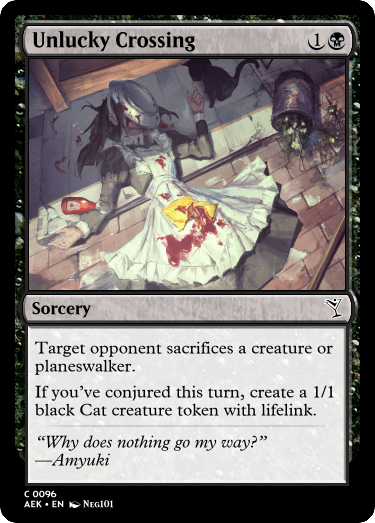 Unlucky Crossing 1
Sorcery
Target opponent sacrifices a creature or
planeswalker.
If you've conjured this turn, create a 1/1
black Cat creature token with lifelink.
“Why does nothing go my way?”
—Amyuki
C 0096
AEK • EN Neg101